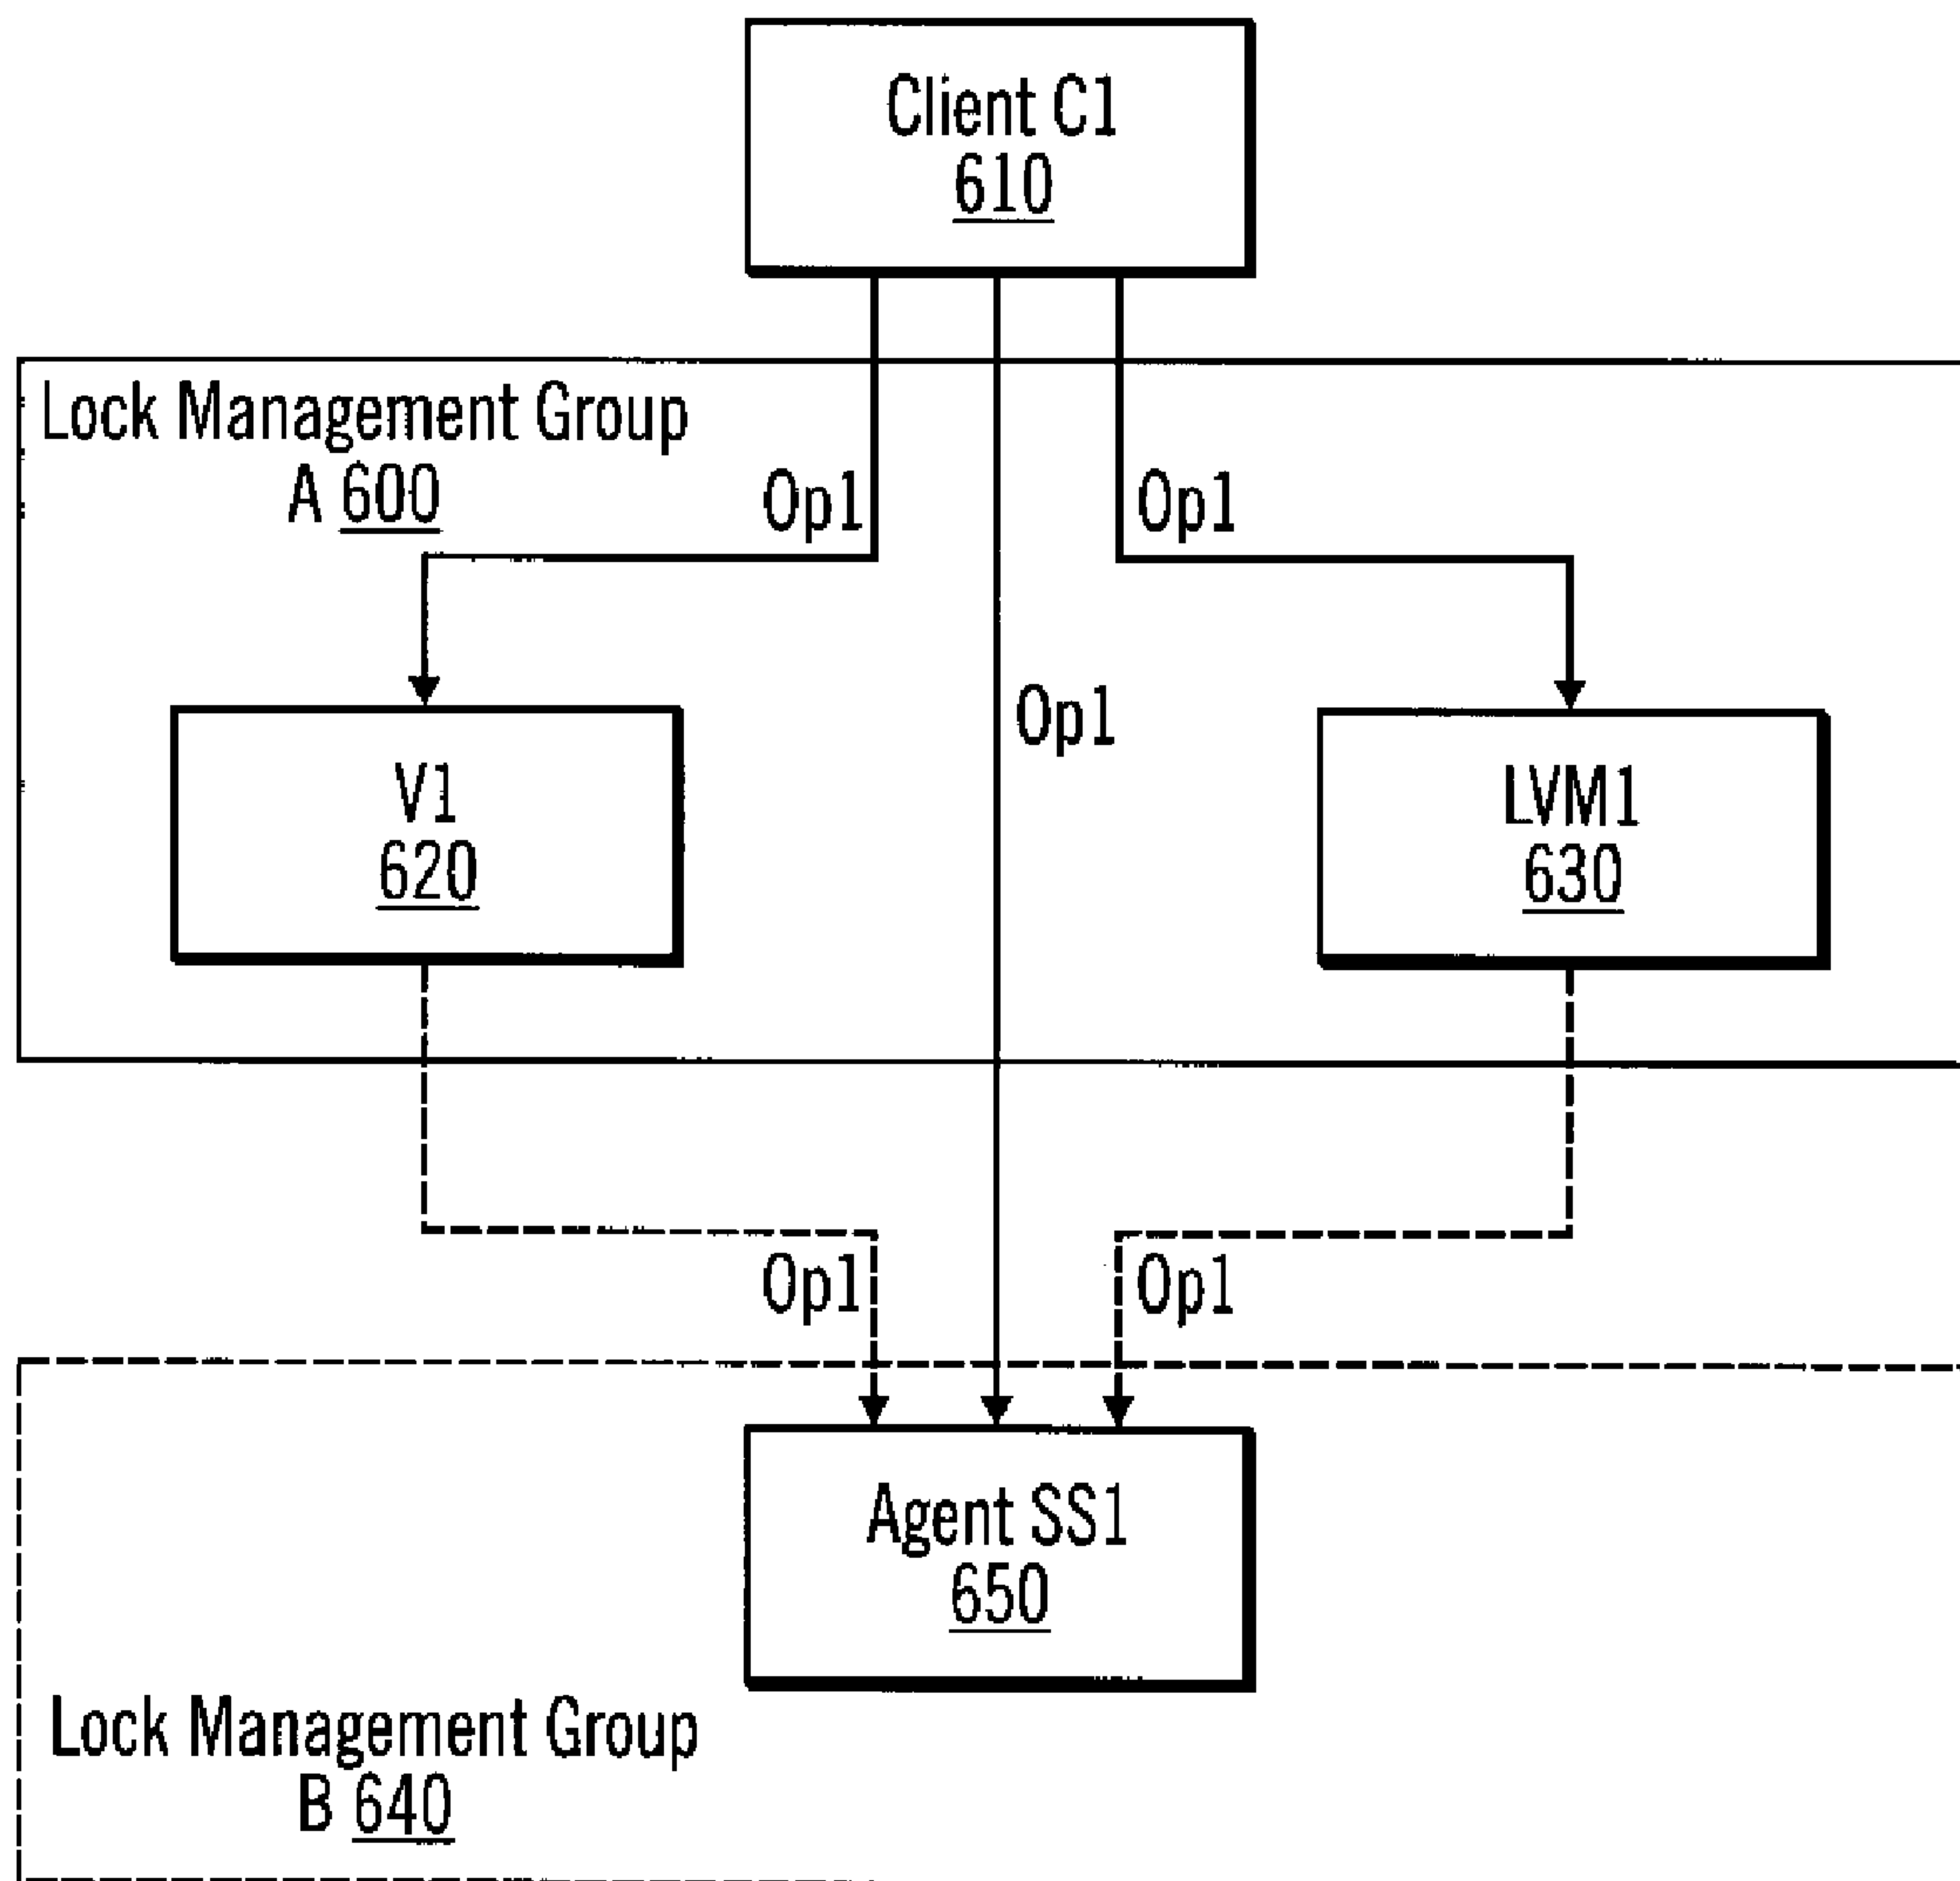 Client C1
610
Lock Management Group
A 600
Op1
Op1
Op1
V1
620
LVM1
630
Op1
Op1
Agent SS1
650
Lock Management Group
B 640